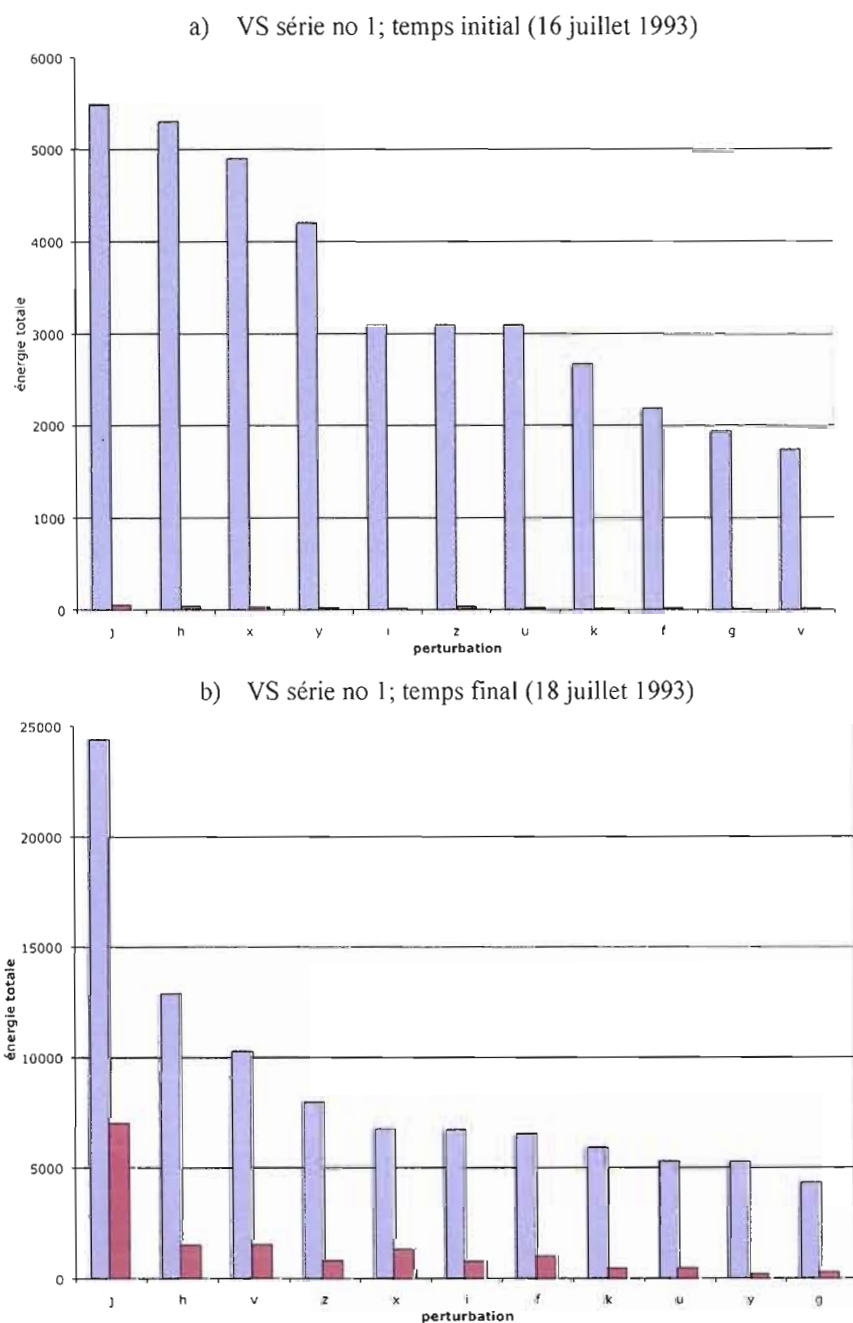 a) VS série no 1; temps initial (16 juillet 1993)
6000
5000
4000
3000
2000
1000
0
énergie totale
j h x y i z u k f g v
perturbation
b) VS série no 1; temps final (18 juillet 1993)
25000
20000
15000
10000
5000
0
énergie totale
j h v z x i f k u y g
perturbation